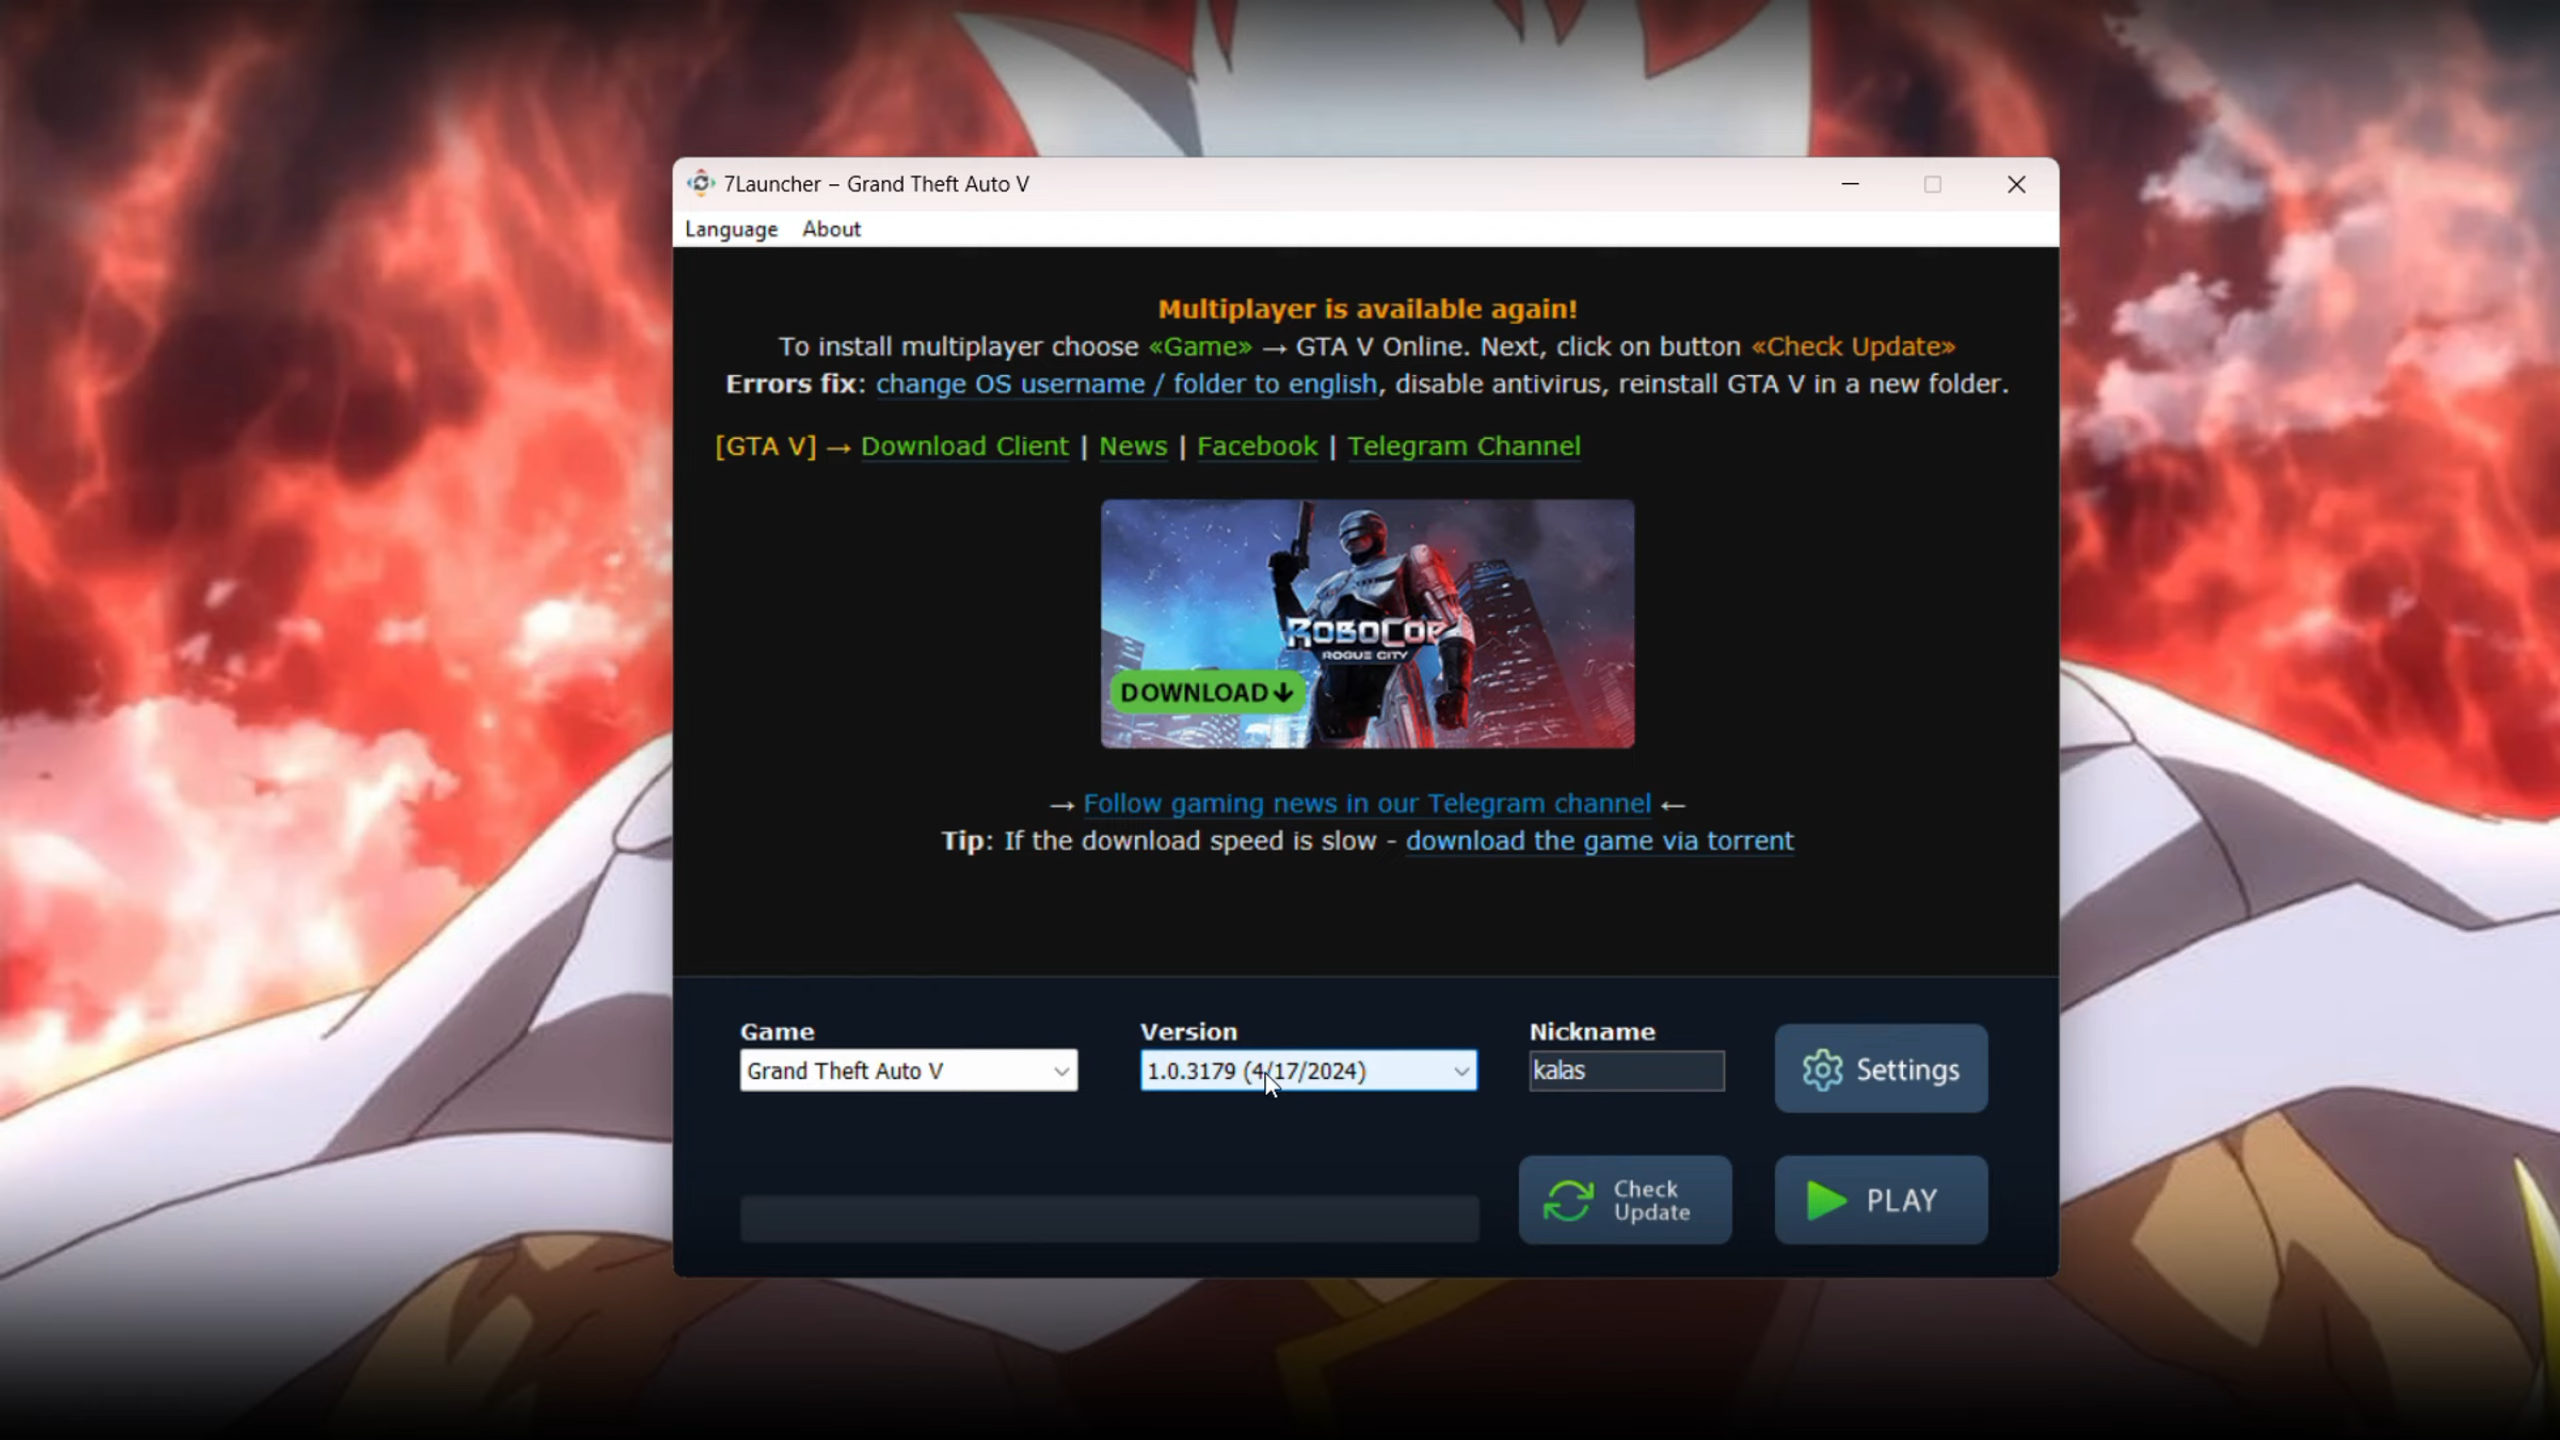 7Launcher – Grand Theft Auto V
Language About
Multiplayer is available again!
To install multiplayer choose «Game» → GTA V Online. Next, click on button «Check Update»
Errors fix: change OS username / folder to english, disable antivirus, reinstall GTA V in a new folder.
[GTA V] → Download Client | News | Facebook | Telegram Channel
ROBOCOP
ROGUE CITY
DOWNLOAD↓
→ Follow gaming news in our Telegram channel ←
Tip: If the download speed is slow - download the game via torrent
Game Version Nickname
Grand Theft Auto V 1.0.3179 (4/17/2024) kalas Settings
Check
Update
PLAY